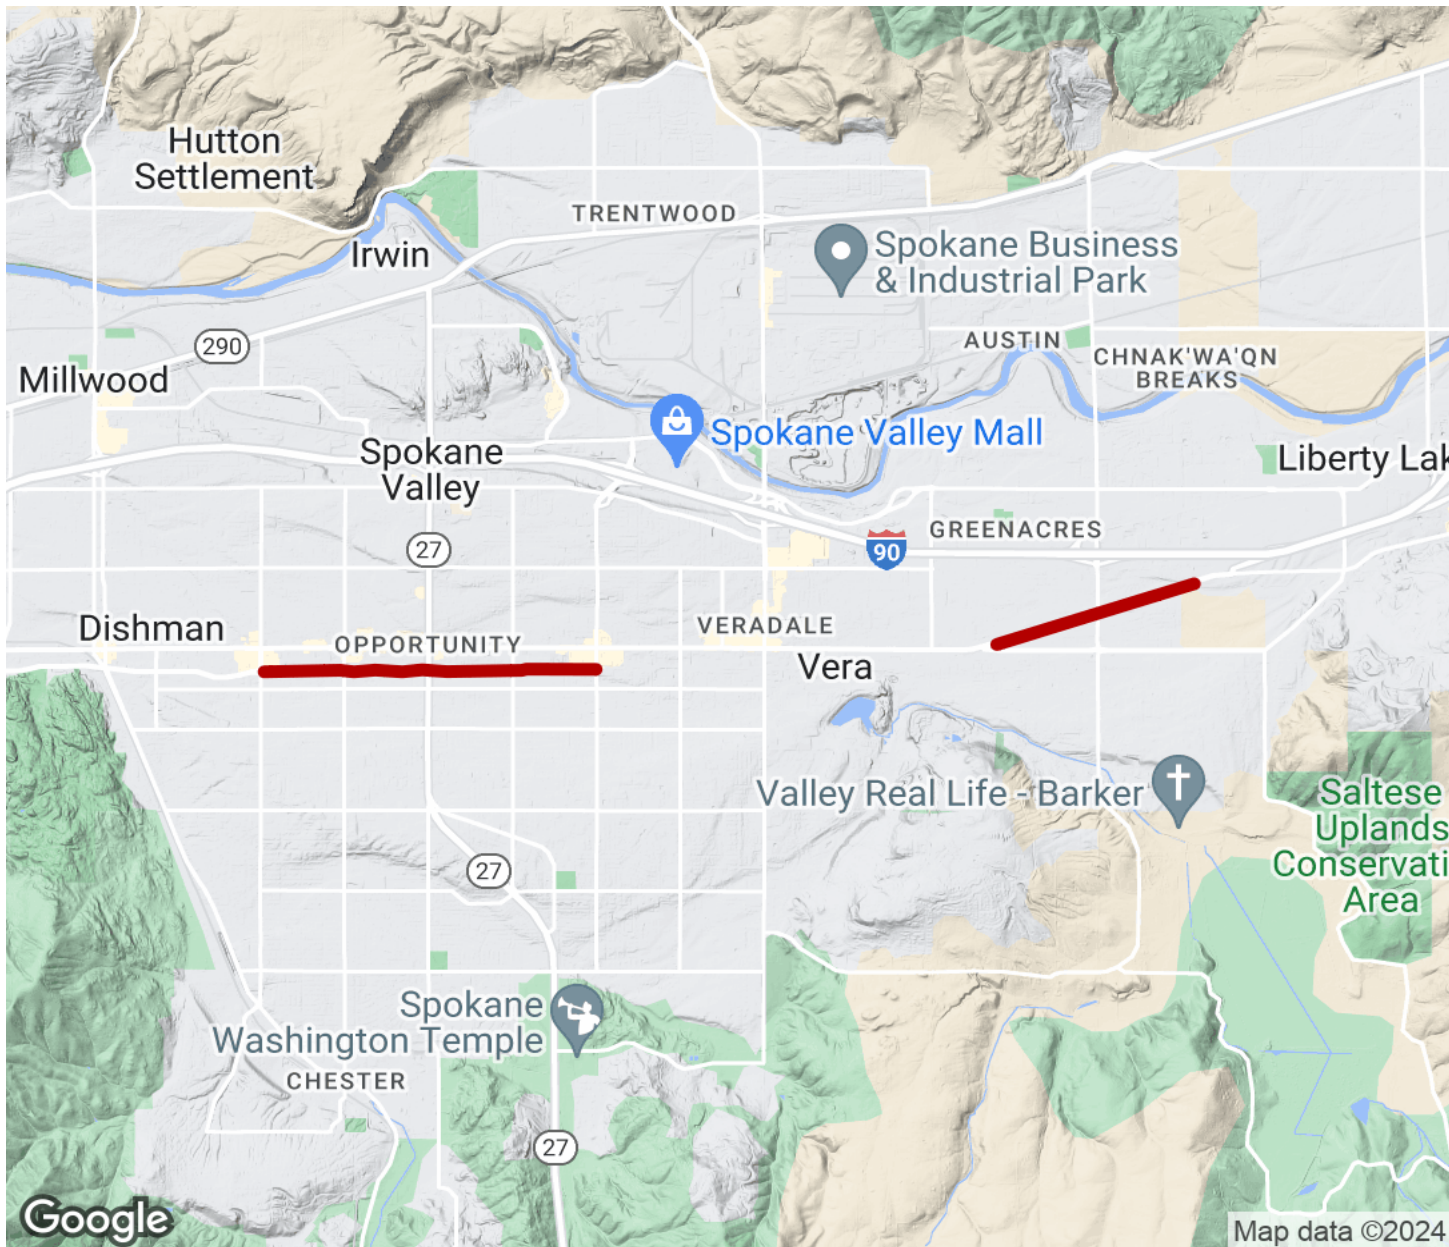 Hutton
Settlement
TRENTWOOD
Irwin
Spokane Business
& Industrial Park
290
AUSTIN
CHNAK'WA'QN
BREAKS
Millwood
Spokane Valley Mall
Spokane
Valley
Liberty Lak
GREENACRES
27
90
Dishman
OPPORTUNITY
VERADALE
Vera
Valley Real Life - Barker
Saltese
Uplands
Conservati
Area
27
Spokane
Washington Temple
CHESTER
27
Google
Map data ©2024